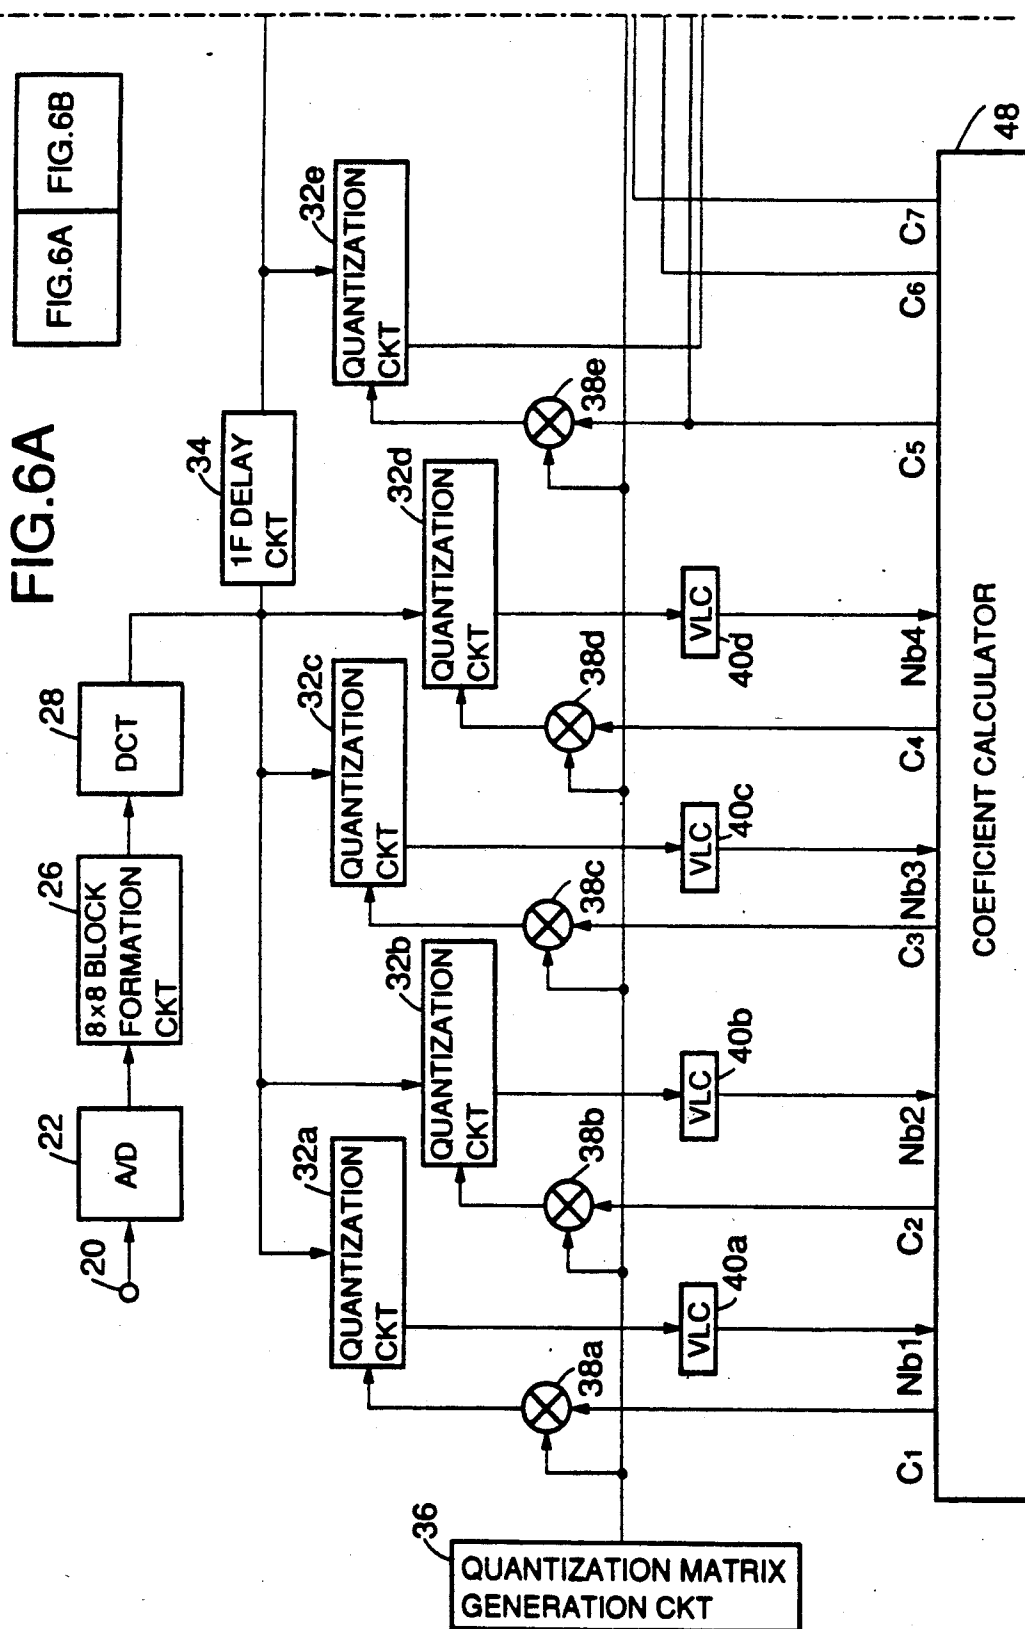 FIG.6A
FIG.6A
FIG.6B
20
22
A/D
26
8×8 BLOCK
FORMATION
CKT
28
DCT
34
1F DELAY
CKT
32a
QUANTIZATION
CKT
32b
QUANTIZATION
CKT
32c
QUANTIZATION
CKT
32d
QUANTIZATION
CKT
32e
QUANTIZATION
CKT
36
QUANTIZATION MATRIX
GENERATION CKT
38a
38b
38c
38d
38e
VLC
40a
VLC
40b
VLC
40c
VLC
40d
C1
Nb1
C2
Nb2
C3
Nb3
C4
Nb4
C5
C6
C7
48
COEFICIENT CALCULATOR